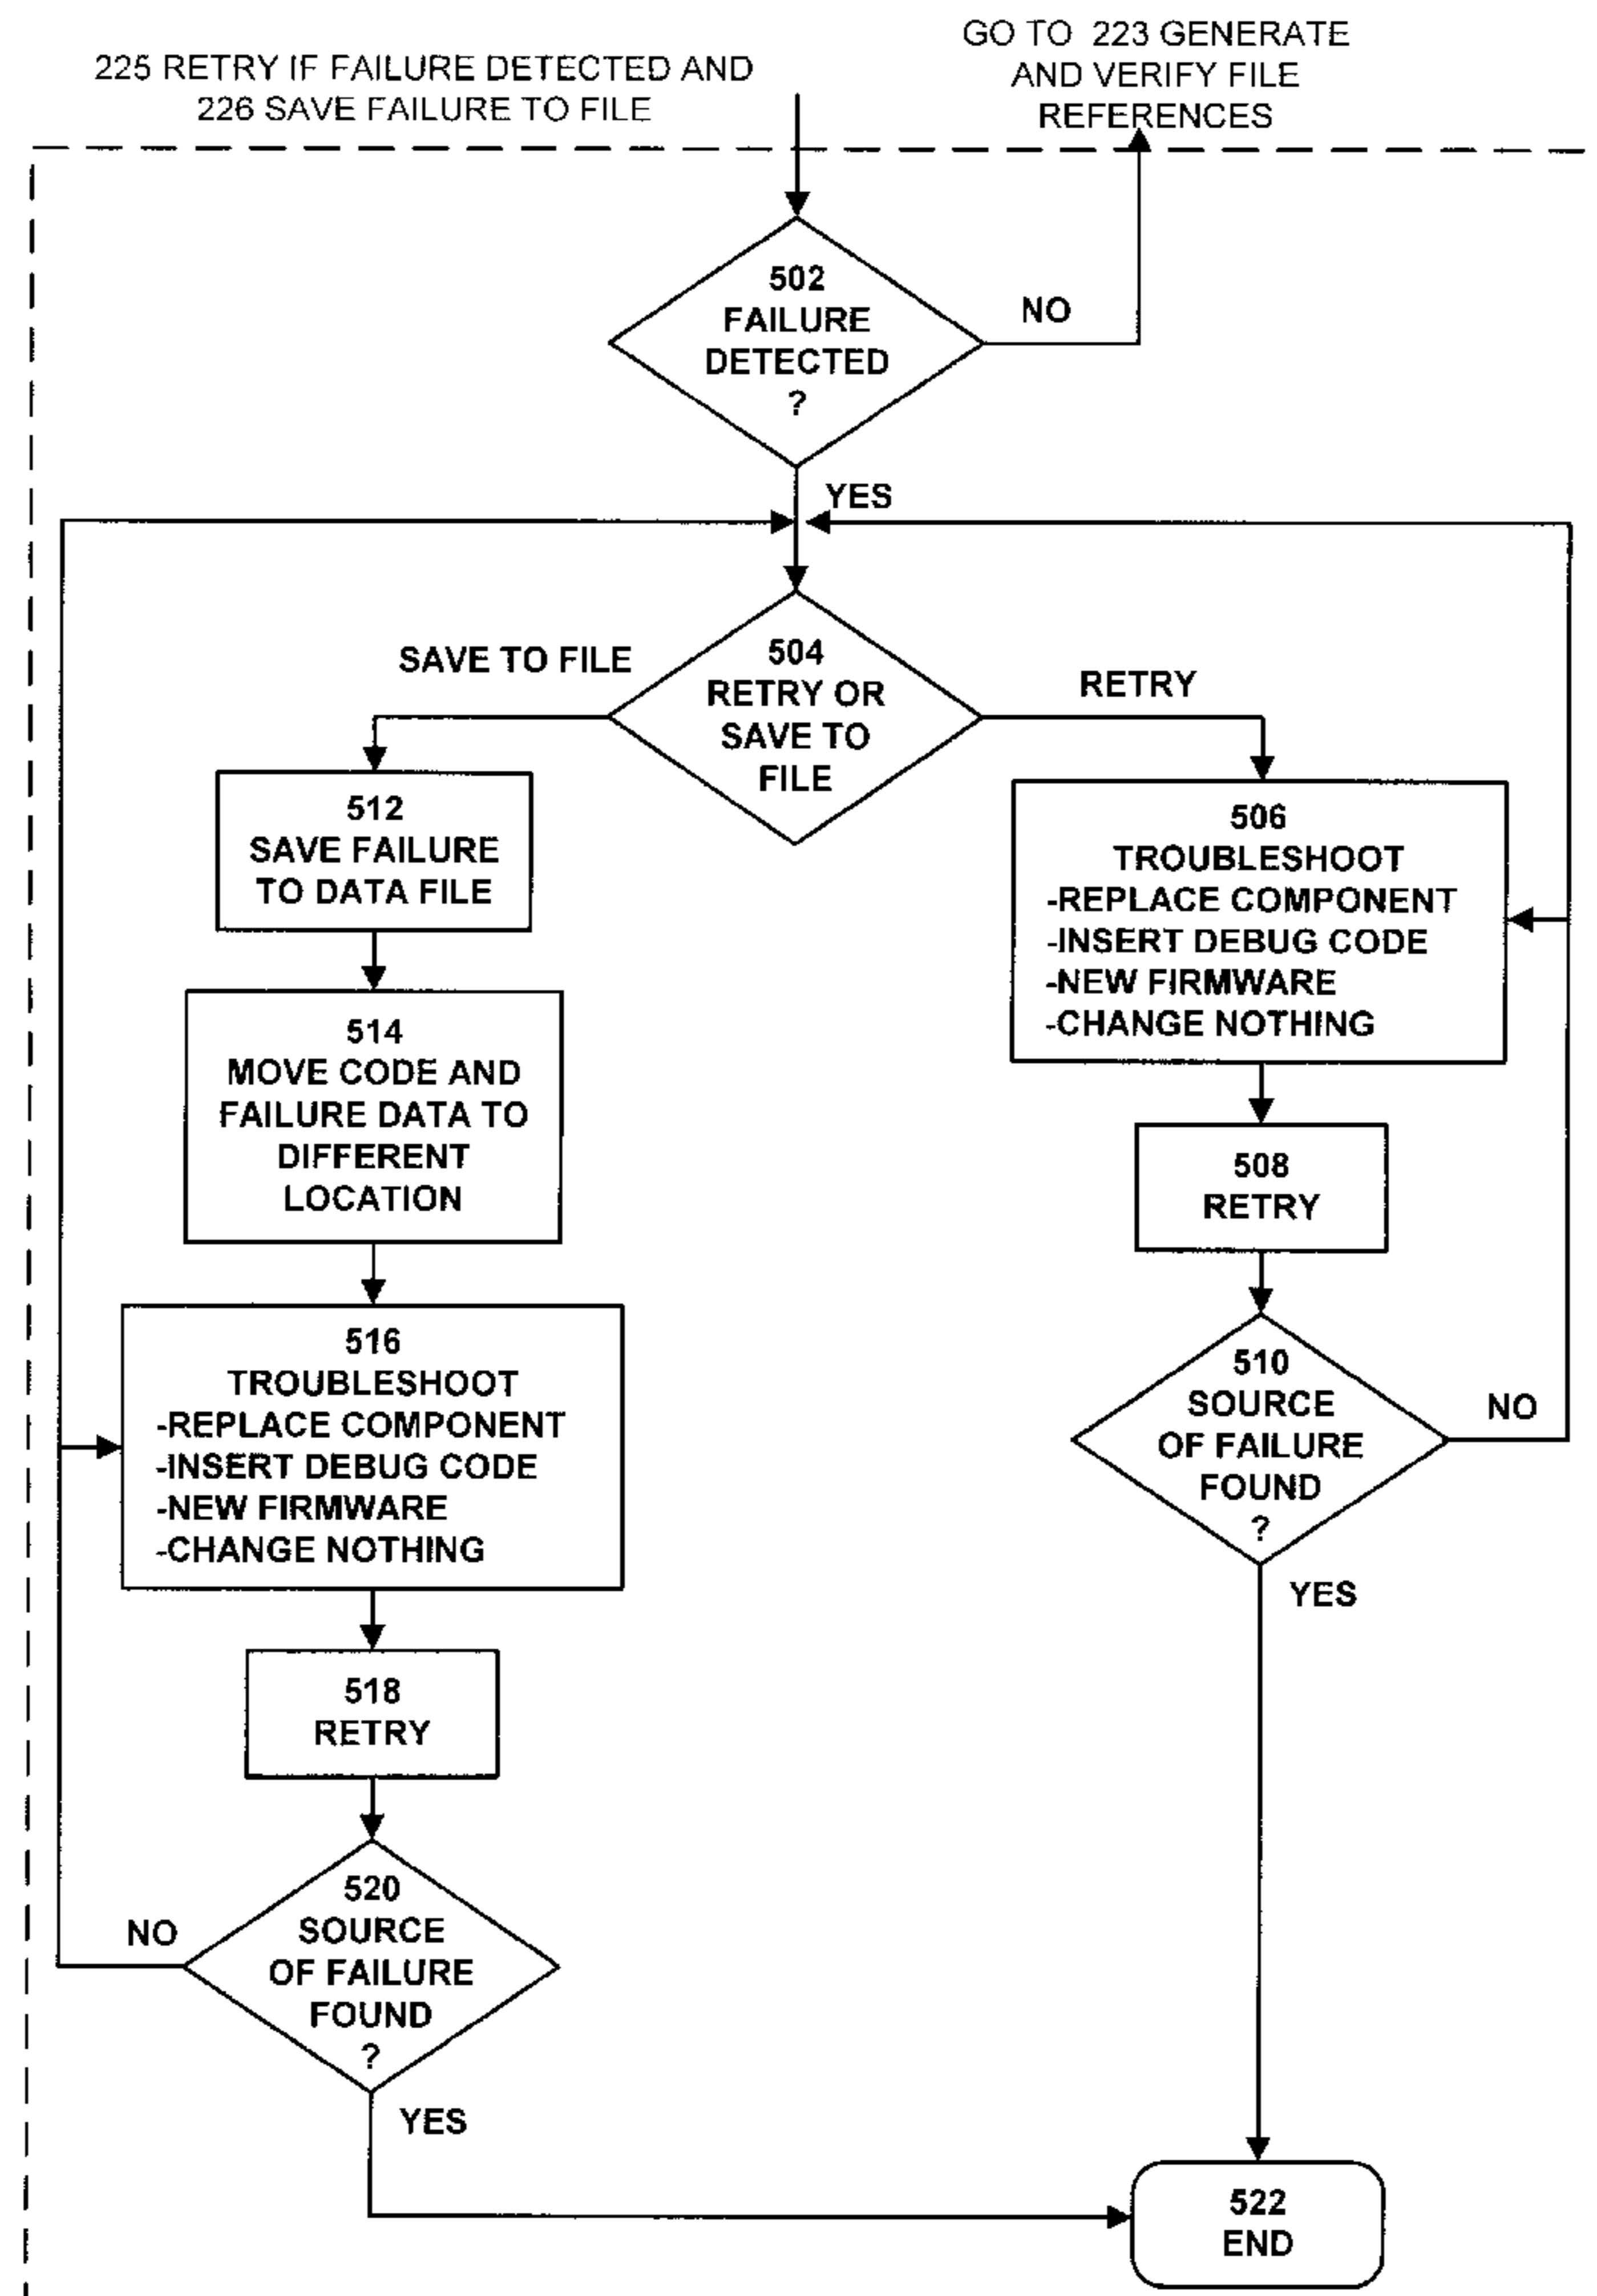 225 RETRY IF FAILURE DETECTED AND
226 SAVE FAILURE TO FILE
GO TO 223 GENERATE
AND VERIFY FILE
REFERENCES
502
FAILURE
DETECTED
?
NO
YES
504
RETRY OR
SAVE TO
FILE
SAVE TO FILE
RETRY
512
SAVE FAILURE
TO DATA FILE
514
MOVE CODE AND
FAILURE DATA TO
DIFFERENT
LOCATION
516
TROUBLESHOOT
-REPLACE COMPONENT
-INSERT DEBUG CODE
-NEW FIRMWARE
-CHANGE NOTHING
518
RETRY
520
SOURCE
OF FAILURE
FOUND
?
NO
YES
506
TROUBLESHOOT
-REPLACE COMPONENT
-INSERT DEBUG CODE
-NEW FIRMWARE
-CHANGE NOTHING
508
RETRY
510
SOURCE
OF FAILURE
FOUND
?
NO
YES
522
END